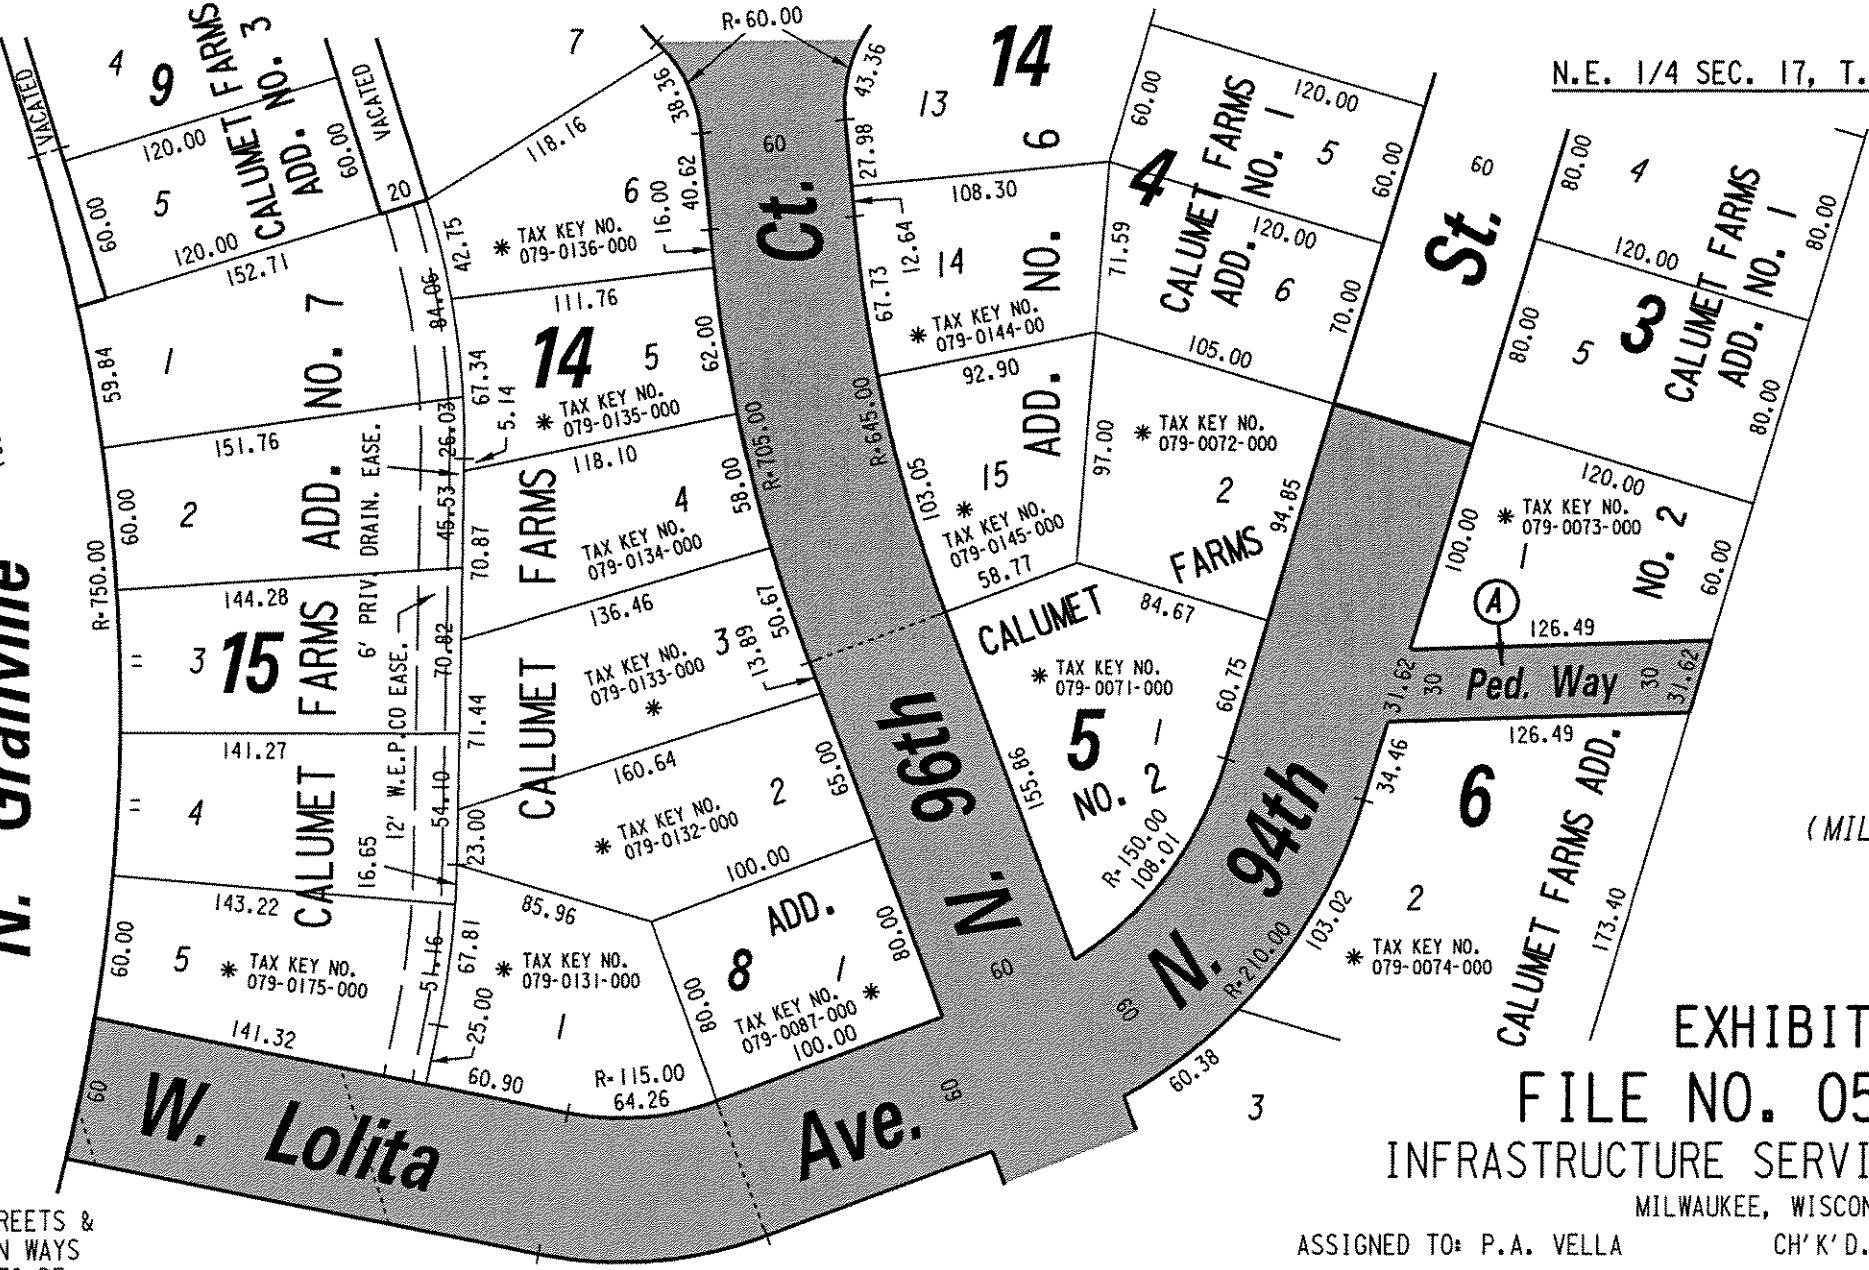 N.E. 1/4 SEC. 17, T.
N. Granville
VACATED
4
9
CALUMET FARMS
ADD. NO. 3
120.00
60.00
5
60.00
120.00
VACATED
20
152.71
59.84
1
151.76
60.00
2
R=750.00
144.28
3
15
CALUMET FARMS ADD. NO. 7
=
141.27
=
4
143.22
60.00
5
* TAX KEY NO.
079-0175-000
141.32
6' PRIV. DRAIN. EASE.
12' W.E.P.CO EASE.
16.65
84.06
26.03
45.53
70.82
54.10
51.16
7
118.16
38.36
R=60.00
43.36
6
* TAX KEY NO.
079-0136-000
16.00
40.62
42.75
111.76
14
5
62.00
67.34
5.14
* TAX KEY NO.
079-0135-000
118.10
4
58.00
70.87
TAX KEY NO.
079-0134-000
136.46
3
13.89
50.67
TAX KEY NO.
079-0133-000
*
71.44
160.64
2
65.00
* TAX KEY NO.
079-0132-000
23.00
100.00
85.96
67.81
* TAX KEY NO.
079-0131-000
25.00
1
60.90
R=115.00
64.26
CALUMET FARMS
ADD.
8
1
80.00
80.00
TAX KEY NO. *
079-0087-000
100.00
60
Ct.
R=705.00
R=645.00
N. 96th
60
14
13
27.98
108.30
12.64
14
67.73
* TAX KEY NO.
079-0144-00
92.90
ADD. NO. 6
15
*
TAX KEY NO.
079-0145-000
103.05
58.77
71.59
97.00
4
CALUMET FARMS
ADD. NO. 1
60.00
120.00
5
60.00
120.00
6
70.00
105.00
* TAX KEY NO.
079-0072-000
2
94.85
CALUMET FARMS
84.67
* TAX KEY NO.
079-0071-000
5
1
NO. 2
60.75
155.86
R=150.00
108.01
St.
60
N. 94th
60
80.00
4
120.00
80.00
80.00
5
3
CALUMET FARMS
ADD. NO. 1
80.00
120.00
100.00
* TAX KEY NO.
079-0073-000
1
NO. 2
60.00
A
126.49
31.62
30
Ped. Way
30
31.62
126.49
34.46
6
2
103.02
R=210.00
* TAX KEY NO.
079-0074-000
CALUMET FARMS ADD.
173.40
60.38
3
60
W. Lolita Ave.
60
(MIL
EXHIBIT
FILE NO. 05
INFRASTRUCTURE SERVI
MILWAUKEE, WISCON
ASSIGNED TO: P.A. VELLA
CH'K'D.
REETS &
N WAYS